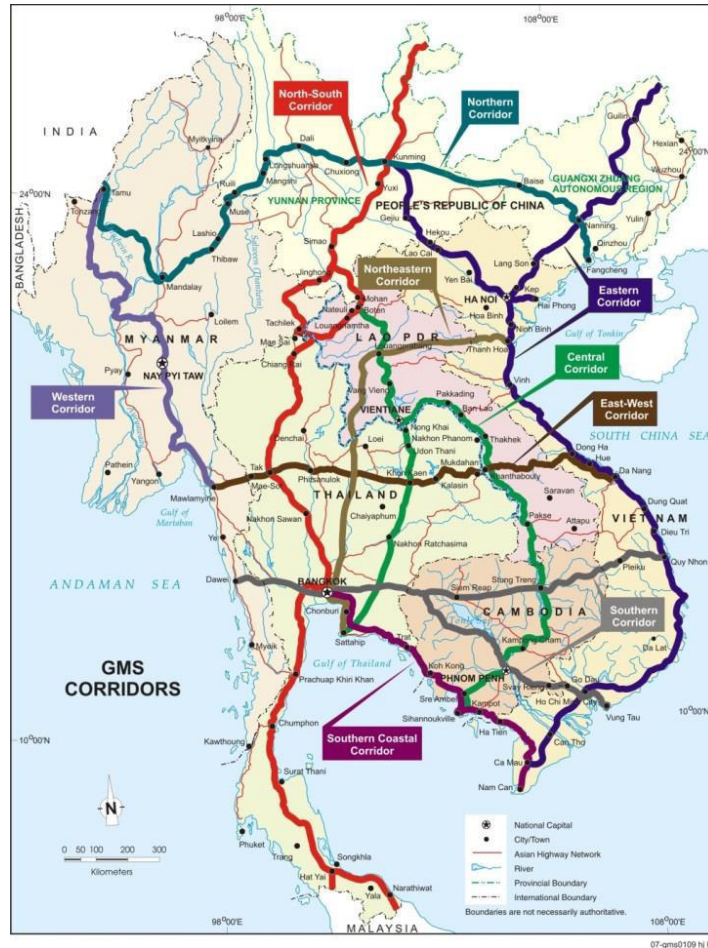 98°00'E
108°00'E
North-South
Corridor
Northern
Corridor
INDIA
Guilin
Hexian
Myitkyina
Dali
24°00'N
Longshuan
Chuxiong
Kunming
Wuzhou
24°00'N
Tamu
Mangshi
Yuxi
Baise
GUANGXI ZHUANG
AUTONOMOUS REGION
Tonzang
Ruili
Muse
YUNNAN PROVINCE
PEOPLE'S REPUBLIC OF CHINA
Yulin
Gejiu
Nanning
BANGLADESH
Lashio
Simao
Hekou
Qinzhou
Thibaw
Lao Cai
Lang Son
Fangcheng
Mandalay
Jinghong
Northeastern
Corridor
Yen Bai
Kep
Mohan
HA NOI
Hai Phong
Eastern
Corridor
Loilem
Nateuil
Boten
Hoa Binh
Tachilek
Louangnamtha
Ninh Binh
Gulf of Tonkin
MYANMAR
Mae Sai
LAO PDR
Thanh Hoa
Chiang Rai
Louangprabang
Central
Corridor
NAY PYI TAW
Pyay
Western
Corridor
Vang Vieng
Pakkading
Vinh
VIENTIANE
Ban Lao
East-West
Corridor
Nong Khai
Denchai
Loei
Nakhon Phanom
Thakhek
SOUTH CHINA SEA
Udon Thani
Pathein
Yangon
Tak
Mukdahan
Dong Ha
Hue
Phitsanulok
Khon Kaen
Khanthabouly
Da Nang
Mae-Sot
Kalasin
Mawlamyine
THAILAND
Saravan
Gulf of
Martaban
Chaiyaphum
Dung Quat
VIET NAM
Nakhon Sawan
Pakse
Attapu
Dieu Tri
Ye
Nakhon Ratchasima
Quy Nhon
Pleiku
Dawei
BANGKOK
Siem Reap
Stung Treng
ANDAMAN SEA
Chonburi
CAMBODIA
Southern
Corridor
Tonle Sap
Sattahip
Trat
Kampong Cham
Da Lat
Myeik
Gulf of Thailand
GMS
CORRIDORS
Koh Kong
PHNOM PENH
Prachuap Khiri Khan
Svay Rieng
Go Dau
Sre Ambel
Ho Chi Minh City
Kampot
Vung Tau
Sihannoukville
10°00'N
Chumphon
Southern Coastal
Corridor
Ha Tien
10°00'N
Kawthoung
Can Tho
Ca Mau
Surat Thani
Nam Can
N
National Capital
City/Town
Phuket
Asian Highway Network
0 50 100 200 300
Trang
Songkhla
River
Kilometers
Hat Yai
Provincial Boundary
Yala
Narathiwat
International Boundary
Boundaries are not necessarily authoritative.
98°00'E
MALAYSIA
108°00'E